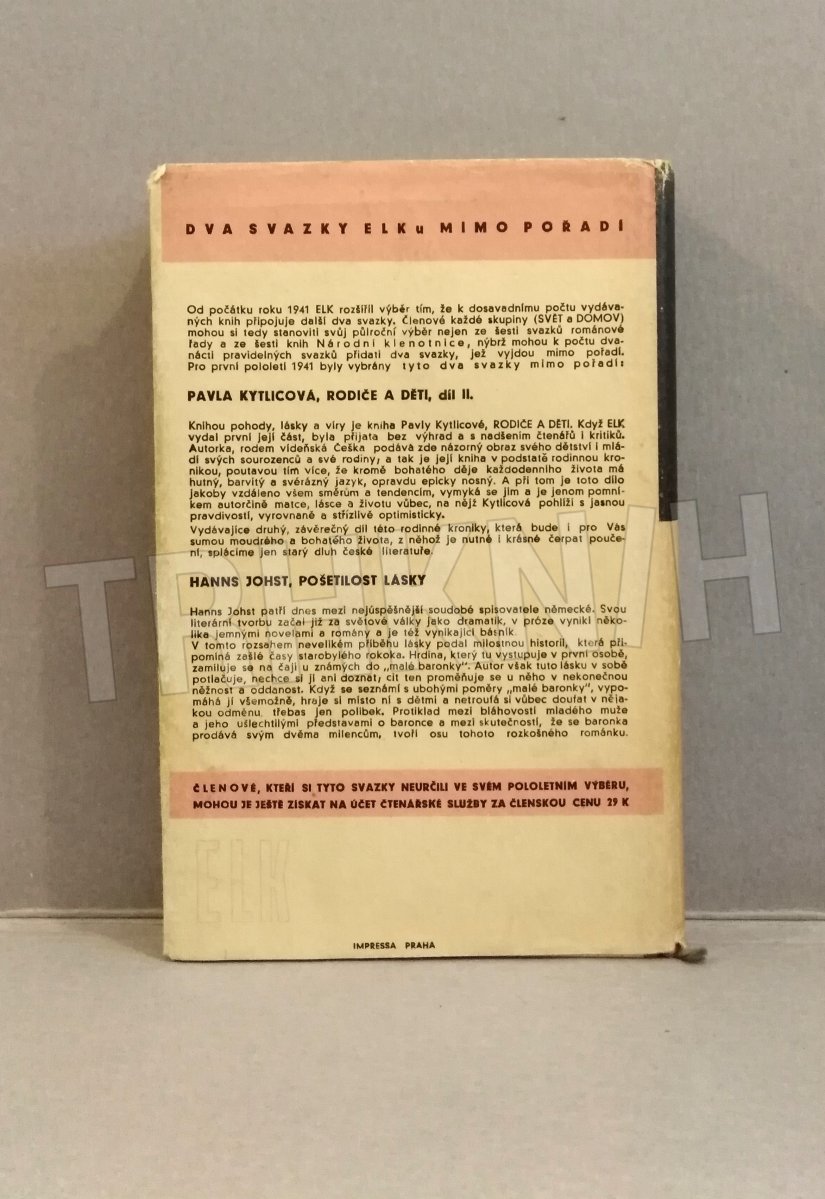 DVA SVAZKY ELKu MIMO POŘADÍ
Od počátku roku 1941 ELK rozšířil výběr tím, že k dosavadnímu počtu vydáva-
ných knih připojuje další dva svazky. Členové každé skupiny (SVĚT a DOMOV)
mohou si tedy stanoviti svůj půlroční výběr nejen ze šesti svazků románové
řady a ze šesti knih Národní klenotnice, nýbrž mohou k počtu dva-
nácti pravidelných svazků přidati dva svazky, jež vyjdou mimo pořadí.
Pro první pololetí 1941 byly vybrány tyto dva svazky mimo pořadí:
PAVLA KYTLICOVÁ, RODIČE A DĚTI, díl II.
Knihou pohody, lásky a víry je kniha Pavly Kytlicové, RODIČE A DĚTI. Když ELK
vydal první její část, byla přijata bez výhrad a s nadšením čtenářů i kritiků.
Autorka, rodem vídeňská Češka podává zde názorný obraz svého dětství i mlá-
dí svých sourozenců a své rodiny; a tak je její kniha v podstatě rodinnou kro-
nikou, poutavou tím více, že kromě bohatého děje každodenního života má
hutný, barvitý a svérázný jazyk, opravdu epicky nosný. A při tom je toto dílo
jakoby vzdáleno všem směrům a tendencím, vymyká se jim a je jenom pomní-
kem autorčině matce, lásce a životu vůbec, na nějž Kytlicová pohlíží s jasnou
pravdivostí, vyrovnaně a střízlivě optimisticky.
Vydávajíce druhý, závěrečný díl této rodinné kroniky, která bude i pro Vás
sumou moudrého a bohatého života, z něhož je nutné i krásné čerpat pouče-
ní, splácíme jen starý dluh české literatuře.
HANNS JOHST, POŠETILOST LÁSKY
Hanns Johst patří dnes mezi nejúspěšnější soudobé spisovatele německé. Svou
literární tvorbu začal již za světové války jako dramatik, v próze vynikl něko-
lika jemnými novelami a romány a je též vynikající básník.
V tomto rozsahem nevelikém příběhu lásky podal milostnou historii, která při-
pomíná zašlé časy starobylého rokoka. Hrdina, který tu vystupuje v první osobě,
zamiluje se na čaji u známých do „malé baronky". Autor však tuto lásku v sobě
potlačuje, nechce si ji ani doznat; cit ten proměňuje se u něho v nekonečnou
něžnost a oddanost. Když se seznámí s ubohými poměry „malé baronky", vypo-
máhá jí všemožně, hraje si místo ní s dětmi a netroufá si vůbec doufat v něja-
kou odměnu, třebas jen polibek. Protiklad mezi bláhovostí mladého muže
a jeho ušlechtilými představami o baronce a mezi skutečností, že se baronka
prodává svým dvěma milencům, tvoří osu tohoto rozkošného románku.
ČLENOVÉ, KTEŘÍ SI TYTO SVAZKY NEURČILI VE SVÉM POLOLETNÍM VÝBĚRU,
MOHOU JE JEŠTĚ ZÍSKAT NA ÚČET ČTENÁŘSKÉ SLUŽBY ZA ČLENSKOU CENU 29 K
ELK
IMPRESSA PRAHA
TRHKNIH